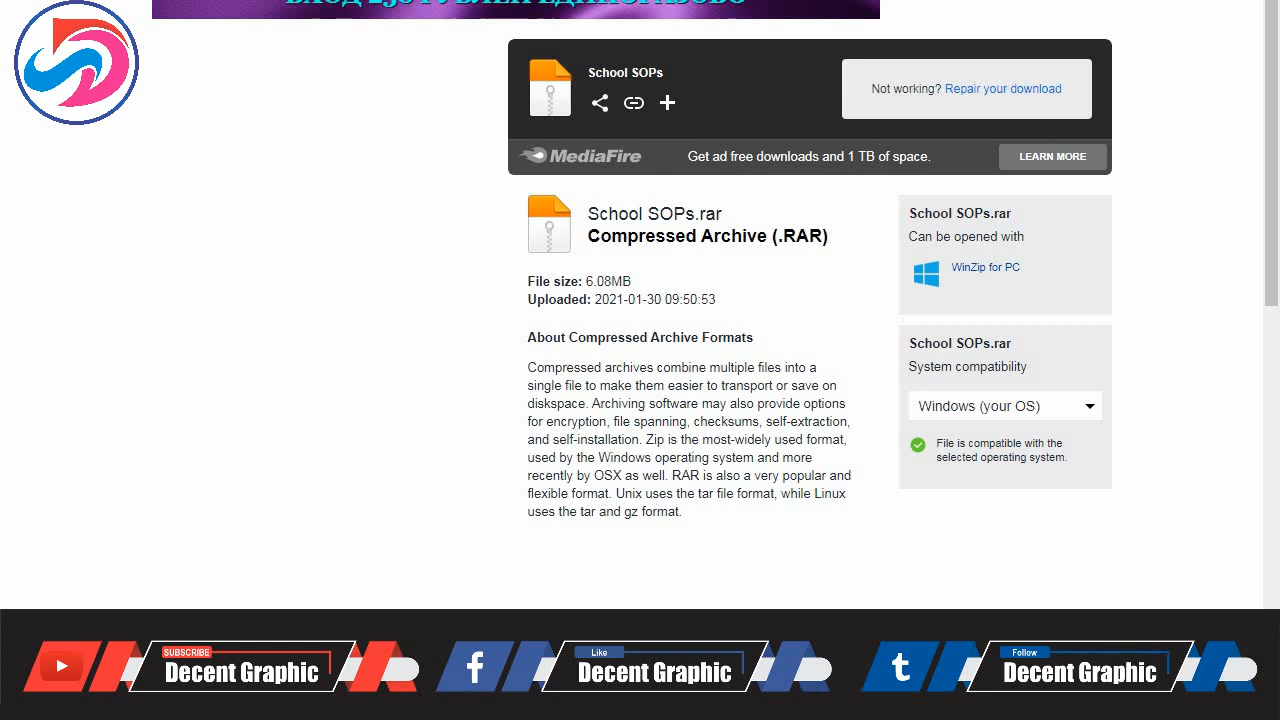 ВХОД 250 РУБЛЕЙ ЕДИНОРАЗОВО
School SOPs
Not working? Repair your download
MediaFire
Get ad free downloads and 1 TB of space.
LEARN MORE
School SOPs.rar
Compressed Archive (.RAR)
File size: 6.08MB
Uploaded: 2021-01-30 09:50:53
About Compressed Archive Formats
Compressed archives combine multiple files into a
single file to make them easier to transport or save on
diskspace. Archiving software may also provide options
for encryption, file spanning, checksums, self-extraction,
and self-installation. Zip is the most-widely used format,
used by the Windows operating system and more
recently by OSX as well. RAR is also a very popular and
flexible format. Unix uses the tar file format, while Linux
uses the tar and gz format.
School SOPs.rar
Can be opened with
WinZip for PC
School SOPs.rar
System compatibility
Windows (your OS)
File is compatible with the
selected operating system.
SUBSCRIBE
Decent Graphic
f
Like
Decent Graphic
t
Follow
Decent Graphic